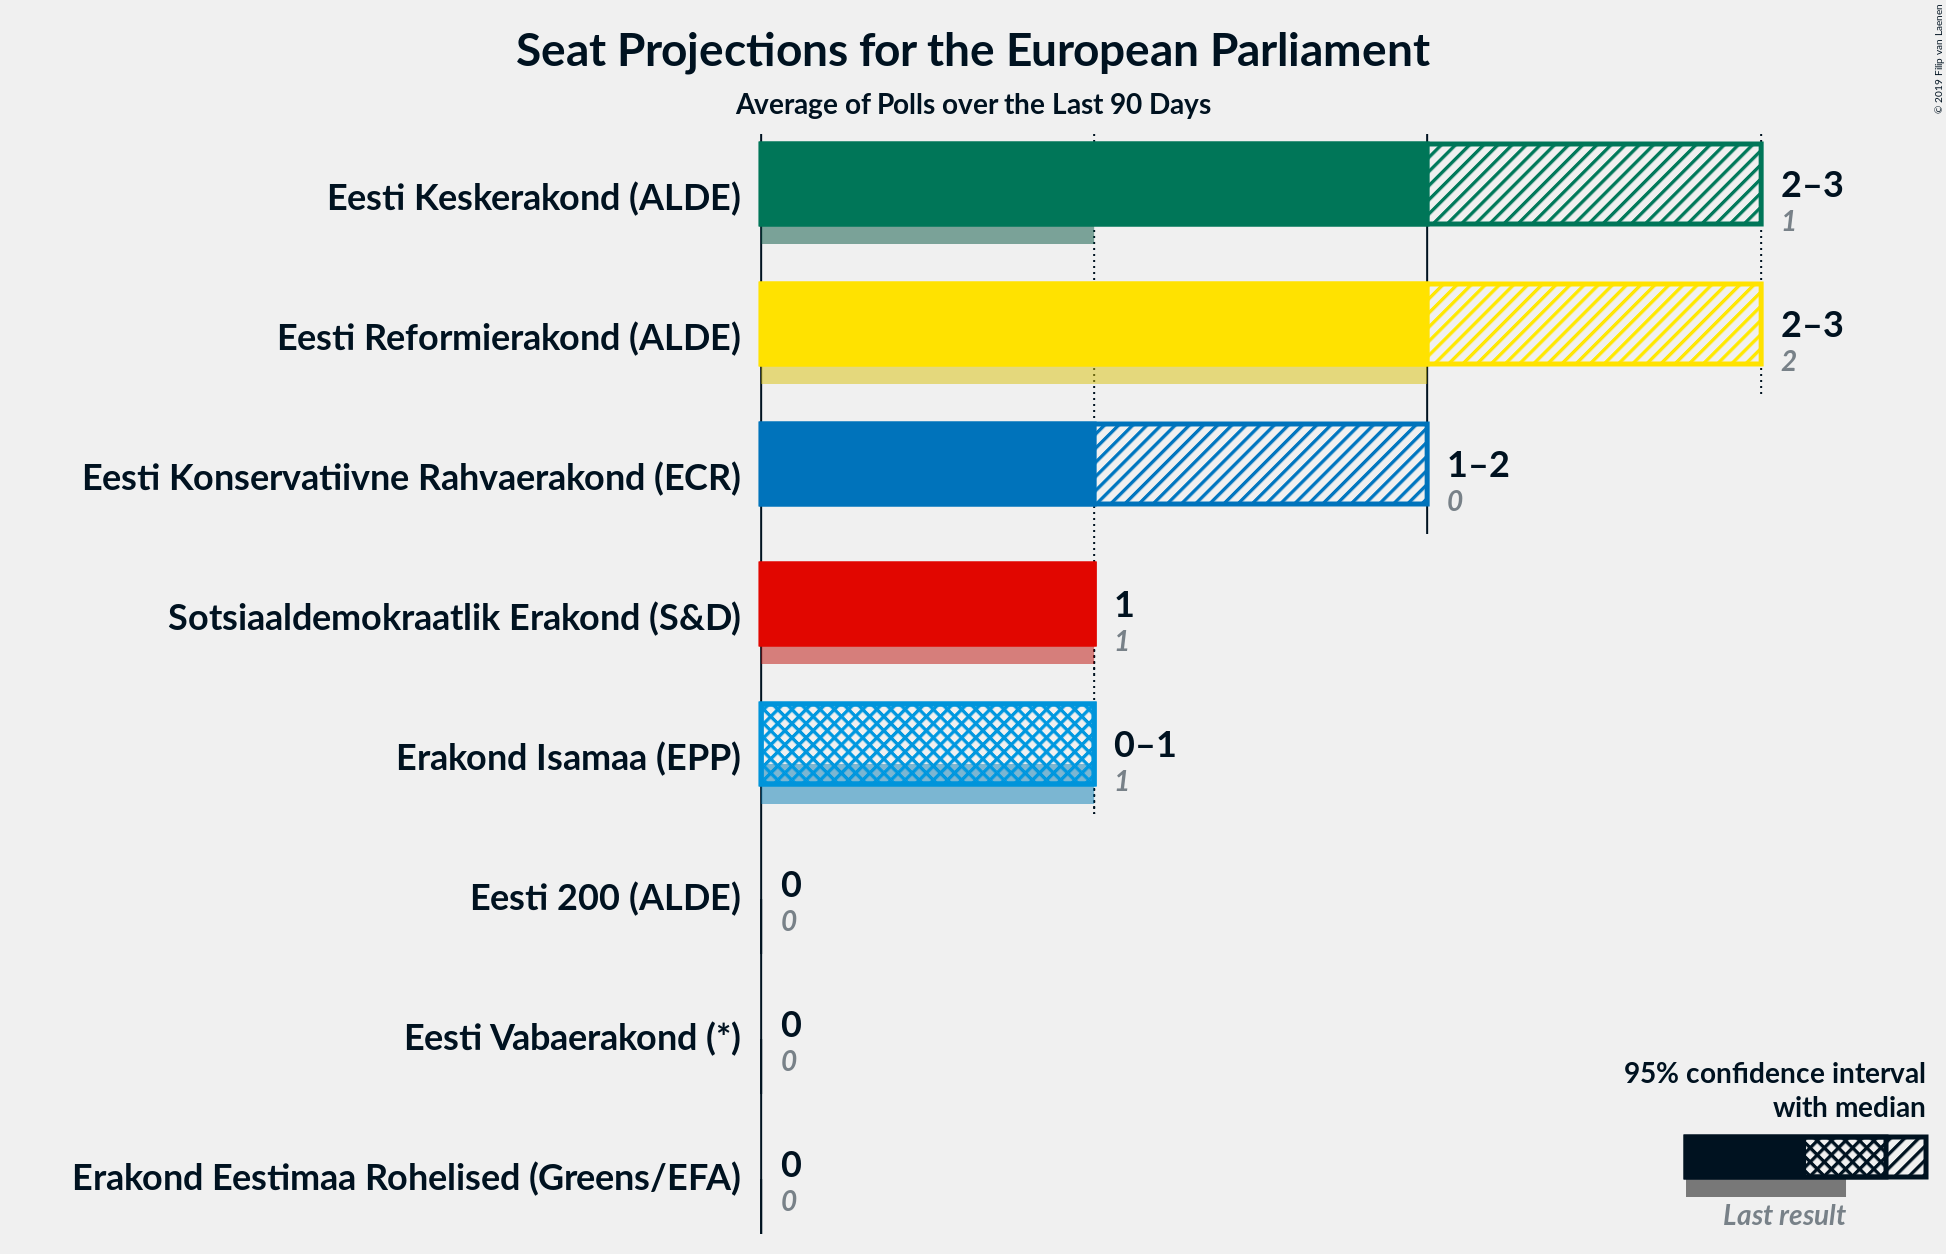 Seat Projections for the European Parliament
Average of Polls over the Last 90 Days
© 2019 Filip van Laenen
Eesti Keskerakond (ALDE)
2–3
1
Eesti Reformierakond (ALDE)
2–3
2
Eesti Konservatiivne Rahvaerakond (ECR)
1–2
0
Sotsiaaldemokraatlik Erakond (S&D)
1
1
Erakond Isamaa (EPP)
0–1
1
Eesti 200 (ALDE)
0
0
Eesti Vabaerakond (*)
0
0
Erakond Eestimaa Rohelised (Greens/EFA)
0
0
95% confidence interval
with median
Last result